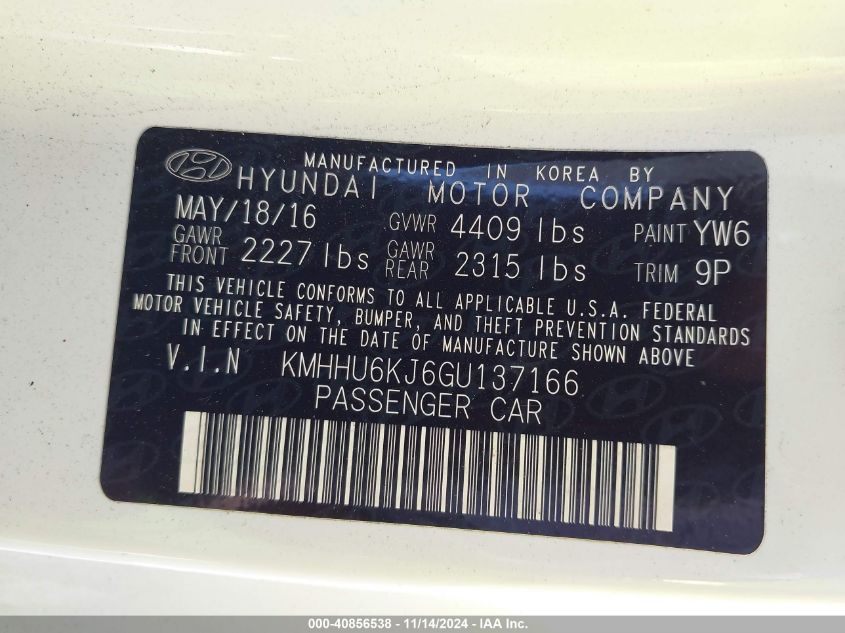 MANUFACTURED IN KOREA BY
HYUNDAI MOTOR COMPANY
MAY/18/16 GVWR 4409 lbs PAINT YW6
GAWR FRONT 2227 lbs GAWR REAR 2315 lbs TRIM 9P
THIS VEHICLE CONFORMS TO ALL APPLICABLE U.S.A. FEDERAL
MOTOR VEHICLE SAFETY, BUMPER, AND THEFT PREVENTION STANDARDS
IN EFFECT ON THE DATE OF MANUFACTURE SHOWN ABOVE
V.I.N KMHHU6KJ6GU137166
PASSENGER CAR
000-40856538 - 11/14/2024 - Copyright IAA, Inc.